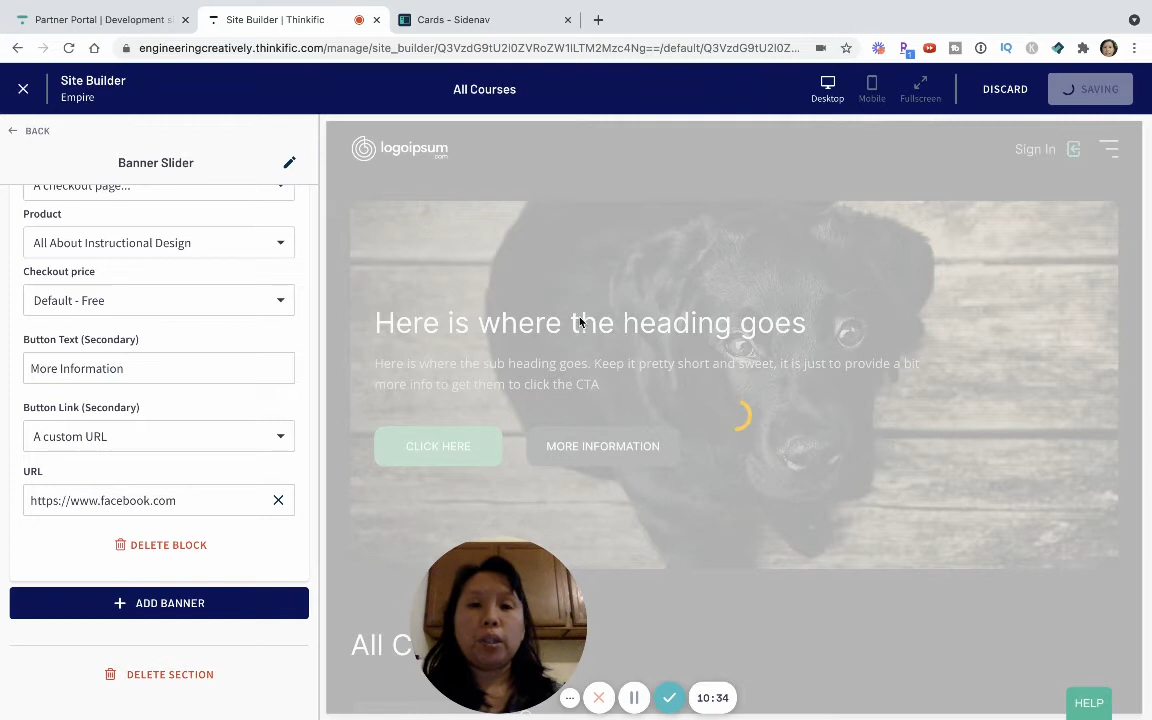 Partner Portal | Development si
Site Builder | Thinkific
Cards - Sidenav
engineeringcreatively.thinkific.com/manage/site_builder/Q3VzdG9tU2l0ZVRoZW1lLTM2Mzc4Ng==/default/Q3VzdG9tU2l0Z...
Site Builder
Empire
All Courses
Desktop
Mobile
Fullscreen
DISCARD
SAVING
BACK
Banner Slider
A checkout page...
Product
All About Instructional Design
Checkout price
Default - Free
Button Text (Secondary)
More Information
Button Link (Secondary)
A custom URL
URL
https://www.facebook.com
DELETE BLOCK
ADD BANNER
DELETE SECTION
logoipsum
.com
Sign In
Here is where the heading goes
Here is where the sub heading goes. Keep it pretty short and sweet, it is just to provide a bit
more info to get them to click the CTA
CLICK HERE
MORE INFORMATION
All C
10:34
HELP